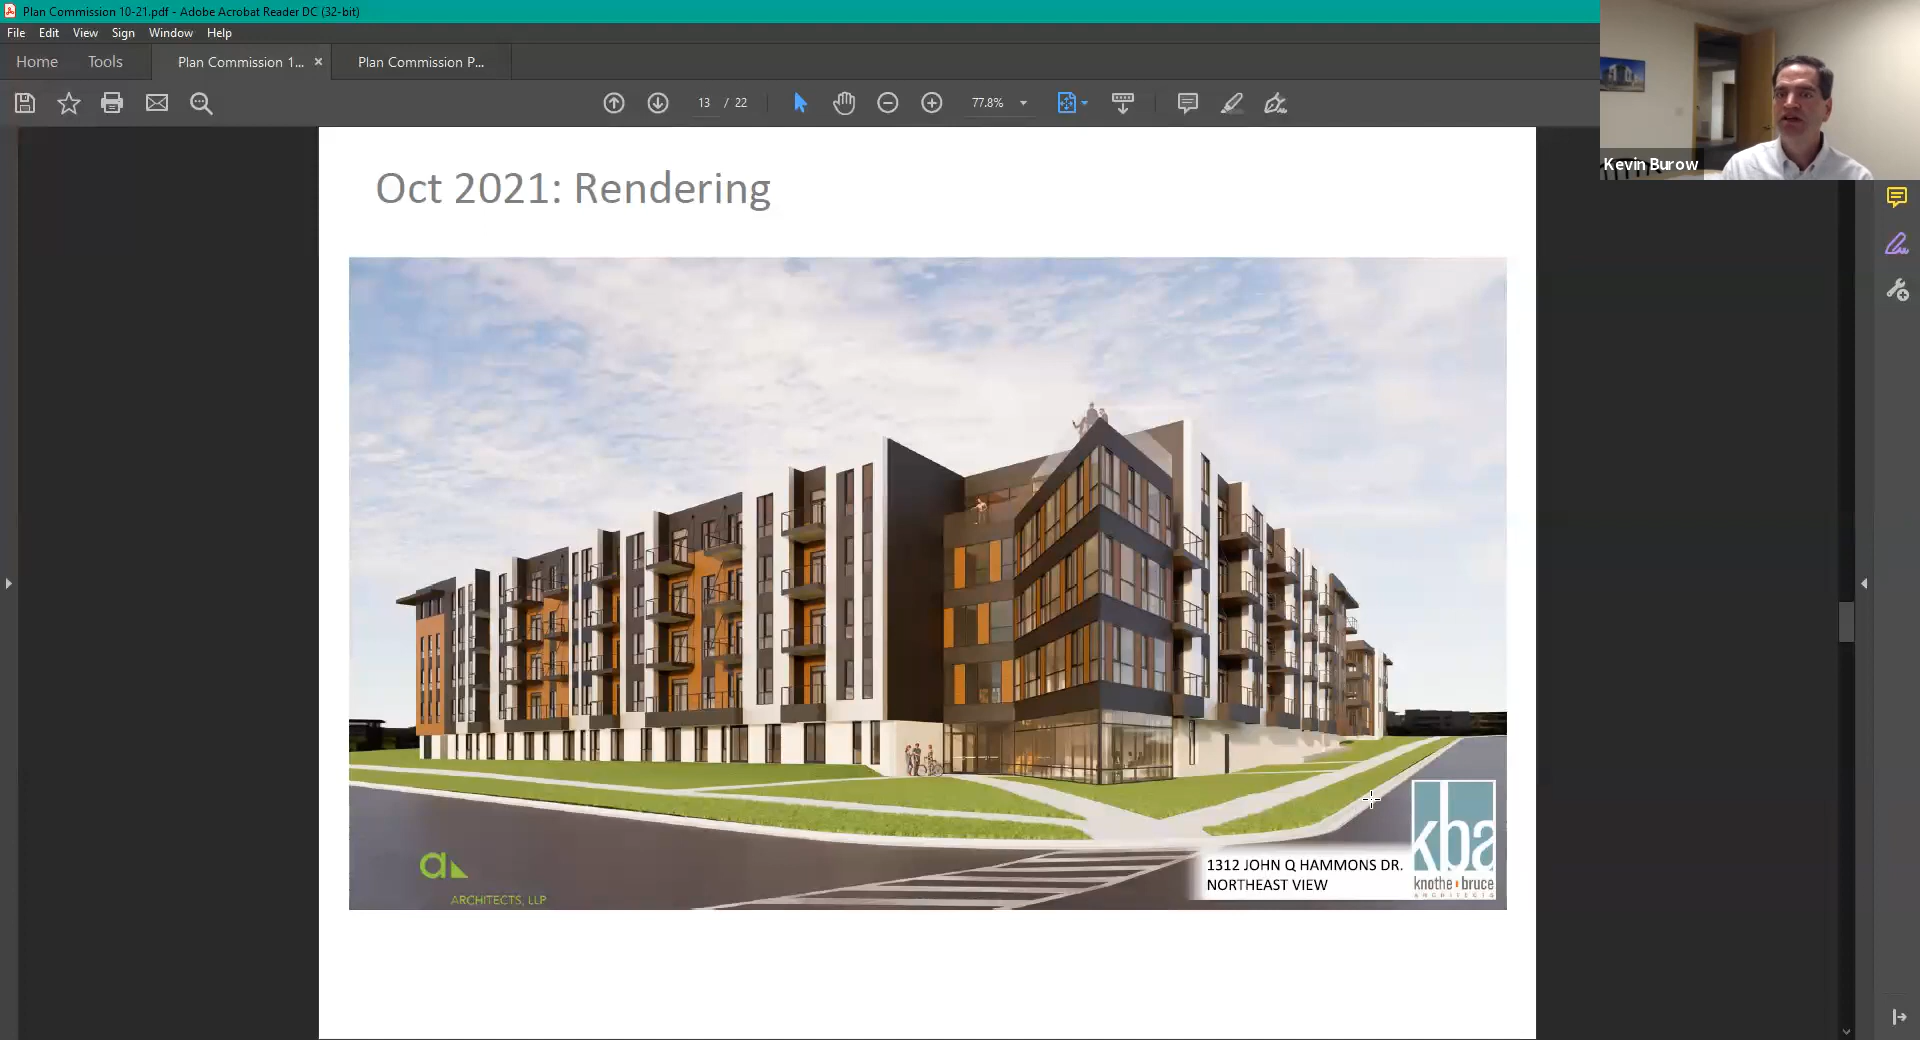 Plan Commission 10-21.pdf - Adobe Acrobat Reader DC (32-bit)
File Edit View Sign Window Help
Home Tools Plan Commission 1... × Plan Commission P...
13 / 22 77.8%
Kevin Burow
Oct 2021: Rendering
1312 JOHN Q HAMMONS DR.
NORTHEAST VIEW
kba
knothe bruce
ARCHITECTS
a
ARCHITECTS, LLP